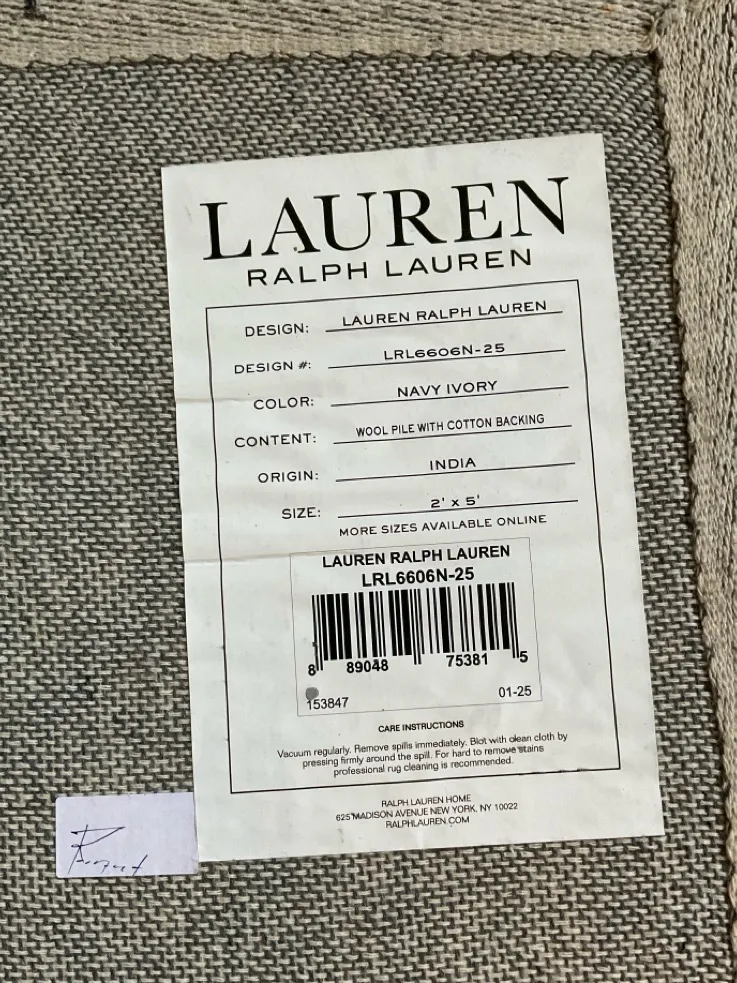 LAUREN
RALPH LAUREN
DESIGN: LAUREN RALPH LAUREN
DESIGN #: LRL6606N-25
COLOR: NAVY IVORY
CONTENT: WOOL PILE WITH COTTON BACKING
ORIGIN: INDIA
SIZE: 2' x 5'
MORE SIZES AVAILABLE ONLINE
LAUREN RALPH LAUREN
LRL6606N-25
8 89048 75381 5
153847 01-25
CARE INSTRUCTIONS
Vacuum regularly. Remove spills immediately. Blot with clean cloth by
pressing firmly around the spill. For hard to remove stains
professional rug cleaning is recommended.
RALPH LAUREN HOME
625 MADISON AVENUE NEW YORK, NY 10022
RALPHLAUREN.COM